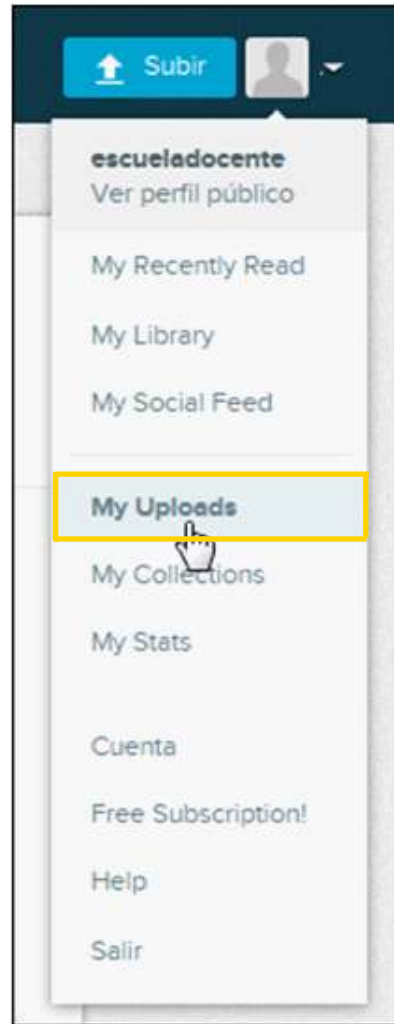 Subir
escueladocente
Ver perfil público
My Recently Read
My Library
My Social Feed
My Uploads
My Collections
My Stats
Cuenta
Free Subscription!
Help
Salir